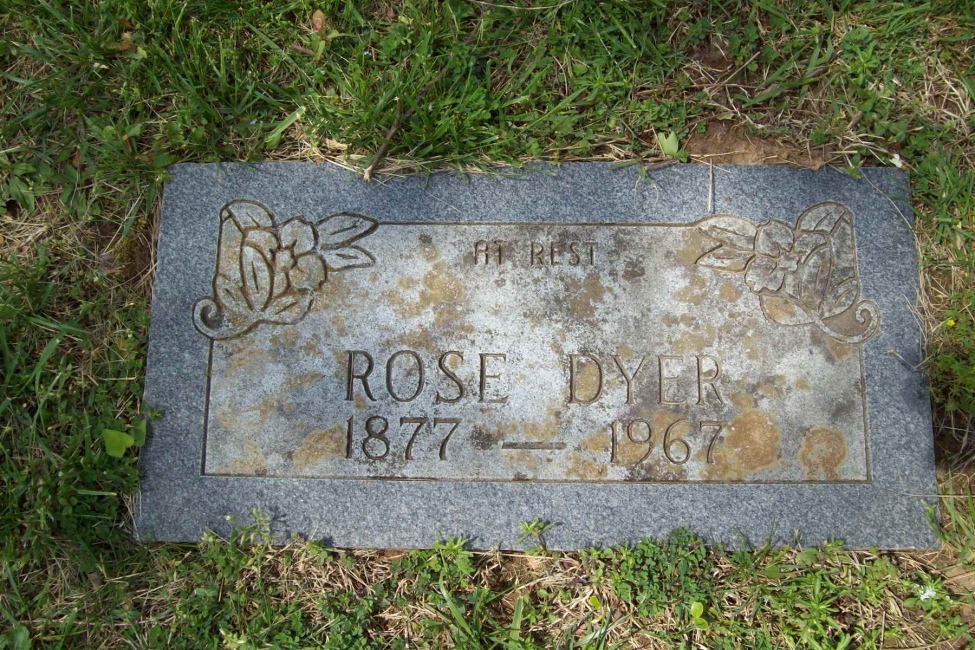 AT REST
ROSE DYER
1877 — 1967